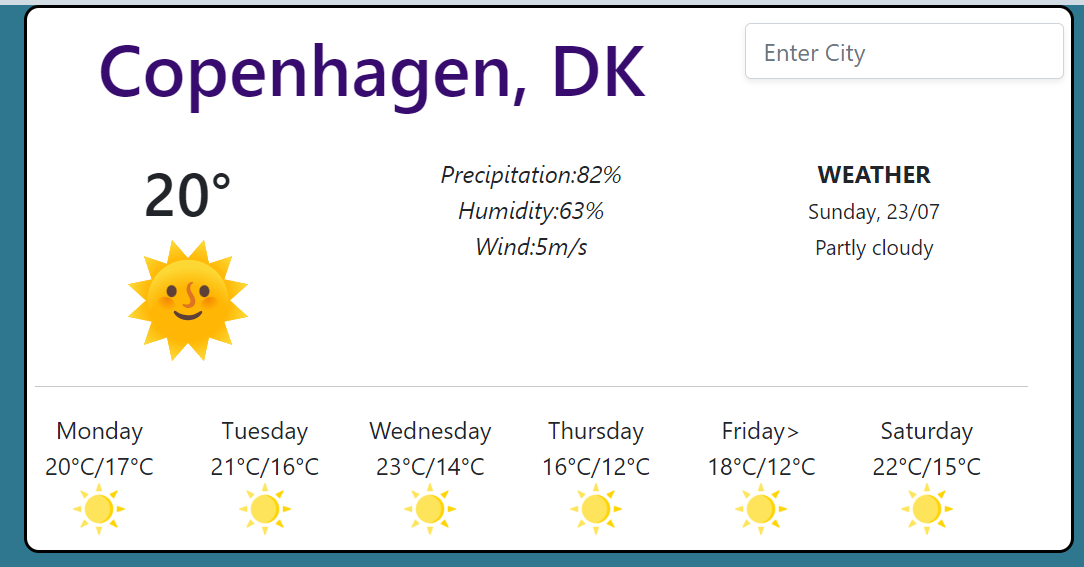 Copenhagen, DK
Enter City
20°
Precipitation:82%
Humidity:63%
Wind:5m/s
WEATHER
Sunday, 23/07
Partly cloudy
Monday
20°C/17°C
Tuesday
21°C/16°C
Wednesday
23°C/14°C
Thursday
16°C/12°C
Friday>
18°C/12°C
Saturday
22°C/15°C